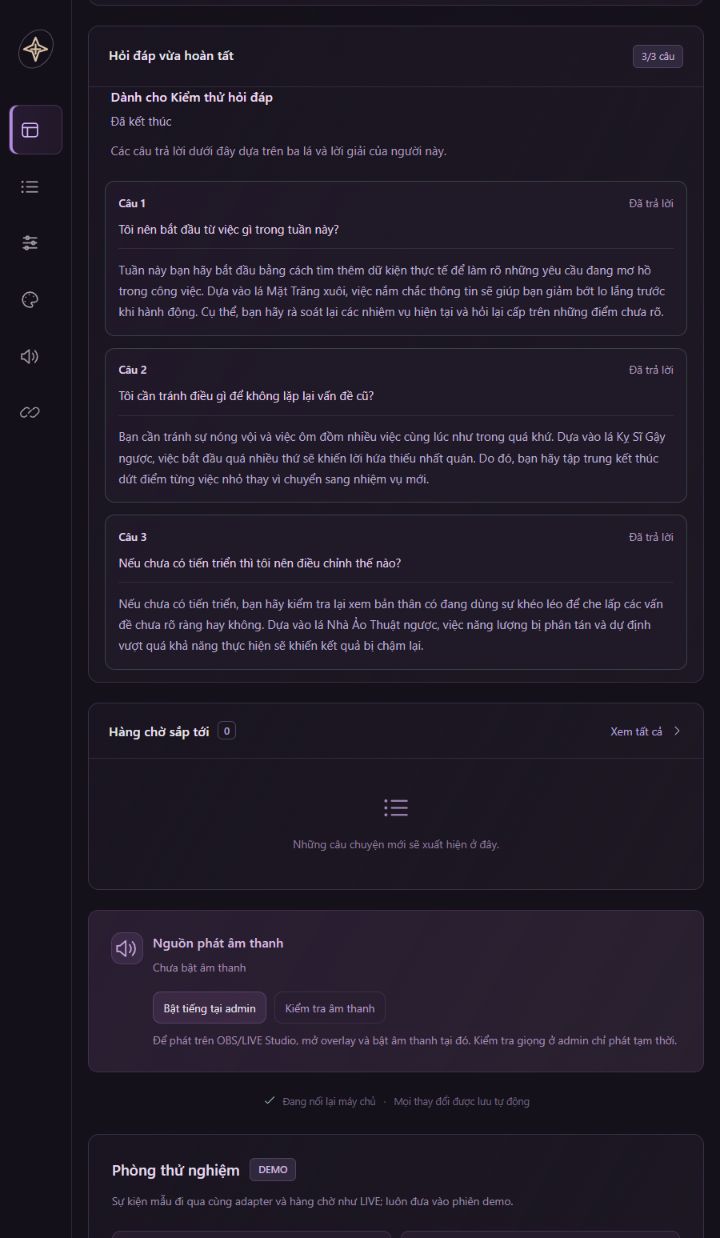 Hỏi đáp vừa hoàn tất
3/3 câu
Dành cho Kiểm thử hỏi đáp
Đã kết thúc
Các câu trả lời dưới đây dựa trên ba lá và lời giải của người này.
Câu 1
Đã trả lời
Tôi nên bắt đầu từ việc gì trong tuần này?
Tuần này bạn hãy bắt đầu bằng cách tìm thêm dữ kiện thực tế để làm rõ những yêu cầu đang mơ hồ
trong công việc. Dựa vào lá Mặt Trăng xuôi, việc nắm chắc thông tin sẽ giúp bạn giảm bớt lo lắng trước
khi hành động. Cụ thể, bạn hãy rà soát lại các nhiệm vụ hiện tại và hỏi lại cấp trên những điểm chưa rõ.
Câu 2
Đã trả lời
Tôi cần tránh điều gì để không lặp lại vấn đề cũ?
Bạn cần tránh sự nóng vội và việc ôm đồm nhiều việc cùng lúc như trong quá khứ. Dựa vào lá Kỵ Sĩ Gậy
ngược, việc bắt đầu quá nhiều thứ sẽ khiến lời hứa thiếu nhất quán. Do đó, bạn hãy tập trung kết thúc
dứt điểm từng việc nhỏ thay vì chuyển sang nhiệm vụ mới.
Câu 3
Đã trả lời
Nếu chưa có tiến triển thì tôi nên điều chỉnh thế nào?
Nếu chưa có tiến triển, bạn hãy kiểm tra lại xem bản thân có đang dùng sự khéo léo để che lấp các vấn
đề chưa rõ ràng hay không. Dựa vào lá Nhà Ảo Thuật ngược, việc năng lượng bị phân tán và dự định
vượt quá khả năng thực hiện sẽ khiến kết quả bị chậm lại.
Hàng chờ sắp tới
0
Xem tất cả
Những câu chuyện mới sẽ xuất hiện ở đây.
Nguồn phát âm thanh
Chưa bật âm thanh
Bật tiếng tại admin
Kiểm tra âm thanh
Để phát trên OBS/LIVE Studio, mở overlay và bật âm thanh tại đó. Kiểm tra giọng ở admin chỉ phát tạm thời.
Đang nối lại máy chủ · Mọi thay đổi được lưu tự động
Phòng thử nghiệm
DEMO
Sự kiện mẫu đi qua cùng adapter và hàng chờ như LIVE; luôn đưa vào phiên demo.